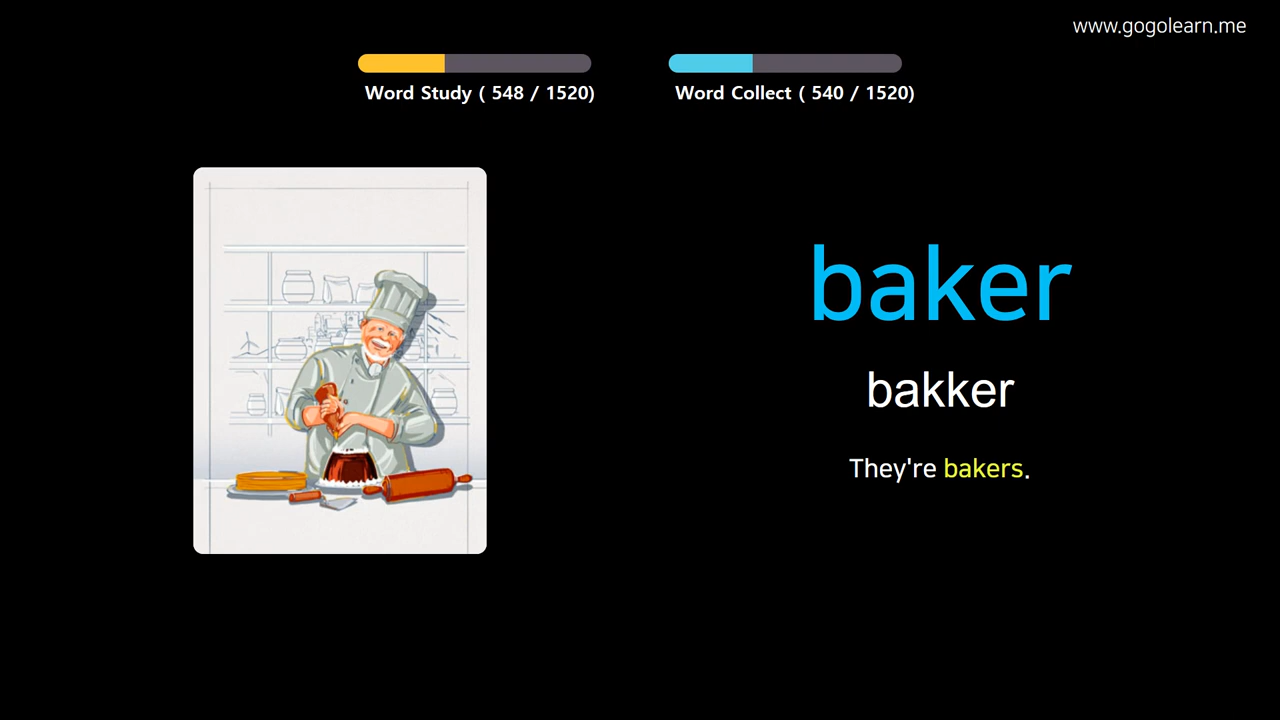 www.gogolearn.me
Word Study ( 548 / 1520)
Word Collect ( 540 / 1520)
baker
bakker
They're bakers.